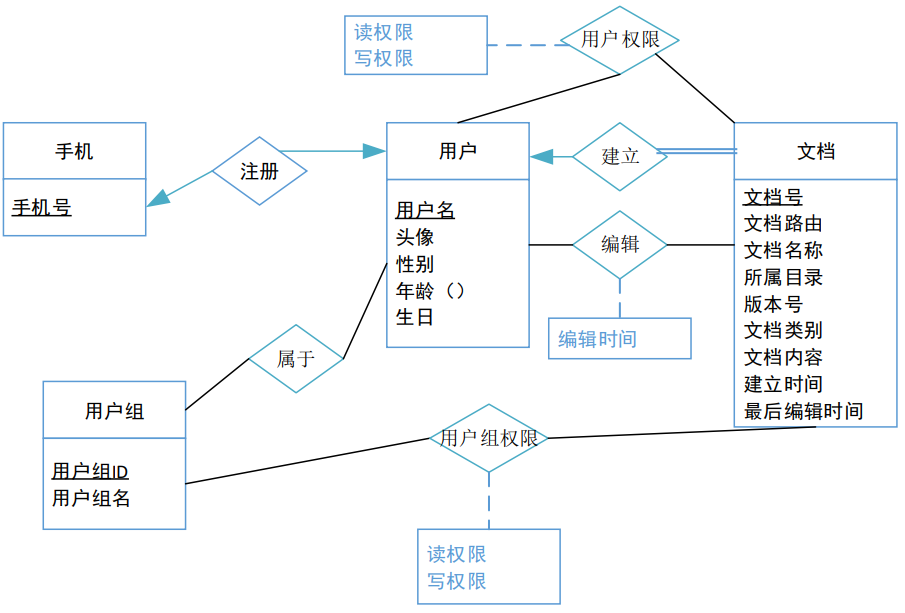 读权限
写权限
用户权限
手机
手机号
注册
用户
用户名
头像
性别
年龄（）
生日
建立
编辑
编辑时间
文档
文档号
文档路由
文档名称
所属目录
版本号
文档类别
文档内容
建立时间
最后编辑时间
属于
用户组
用户组ID
用户组名
用户组权限
读权限
写权限